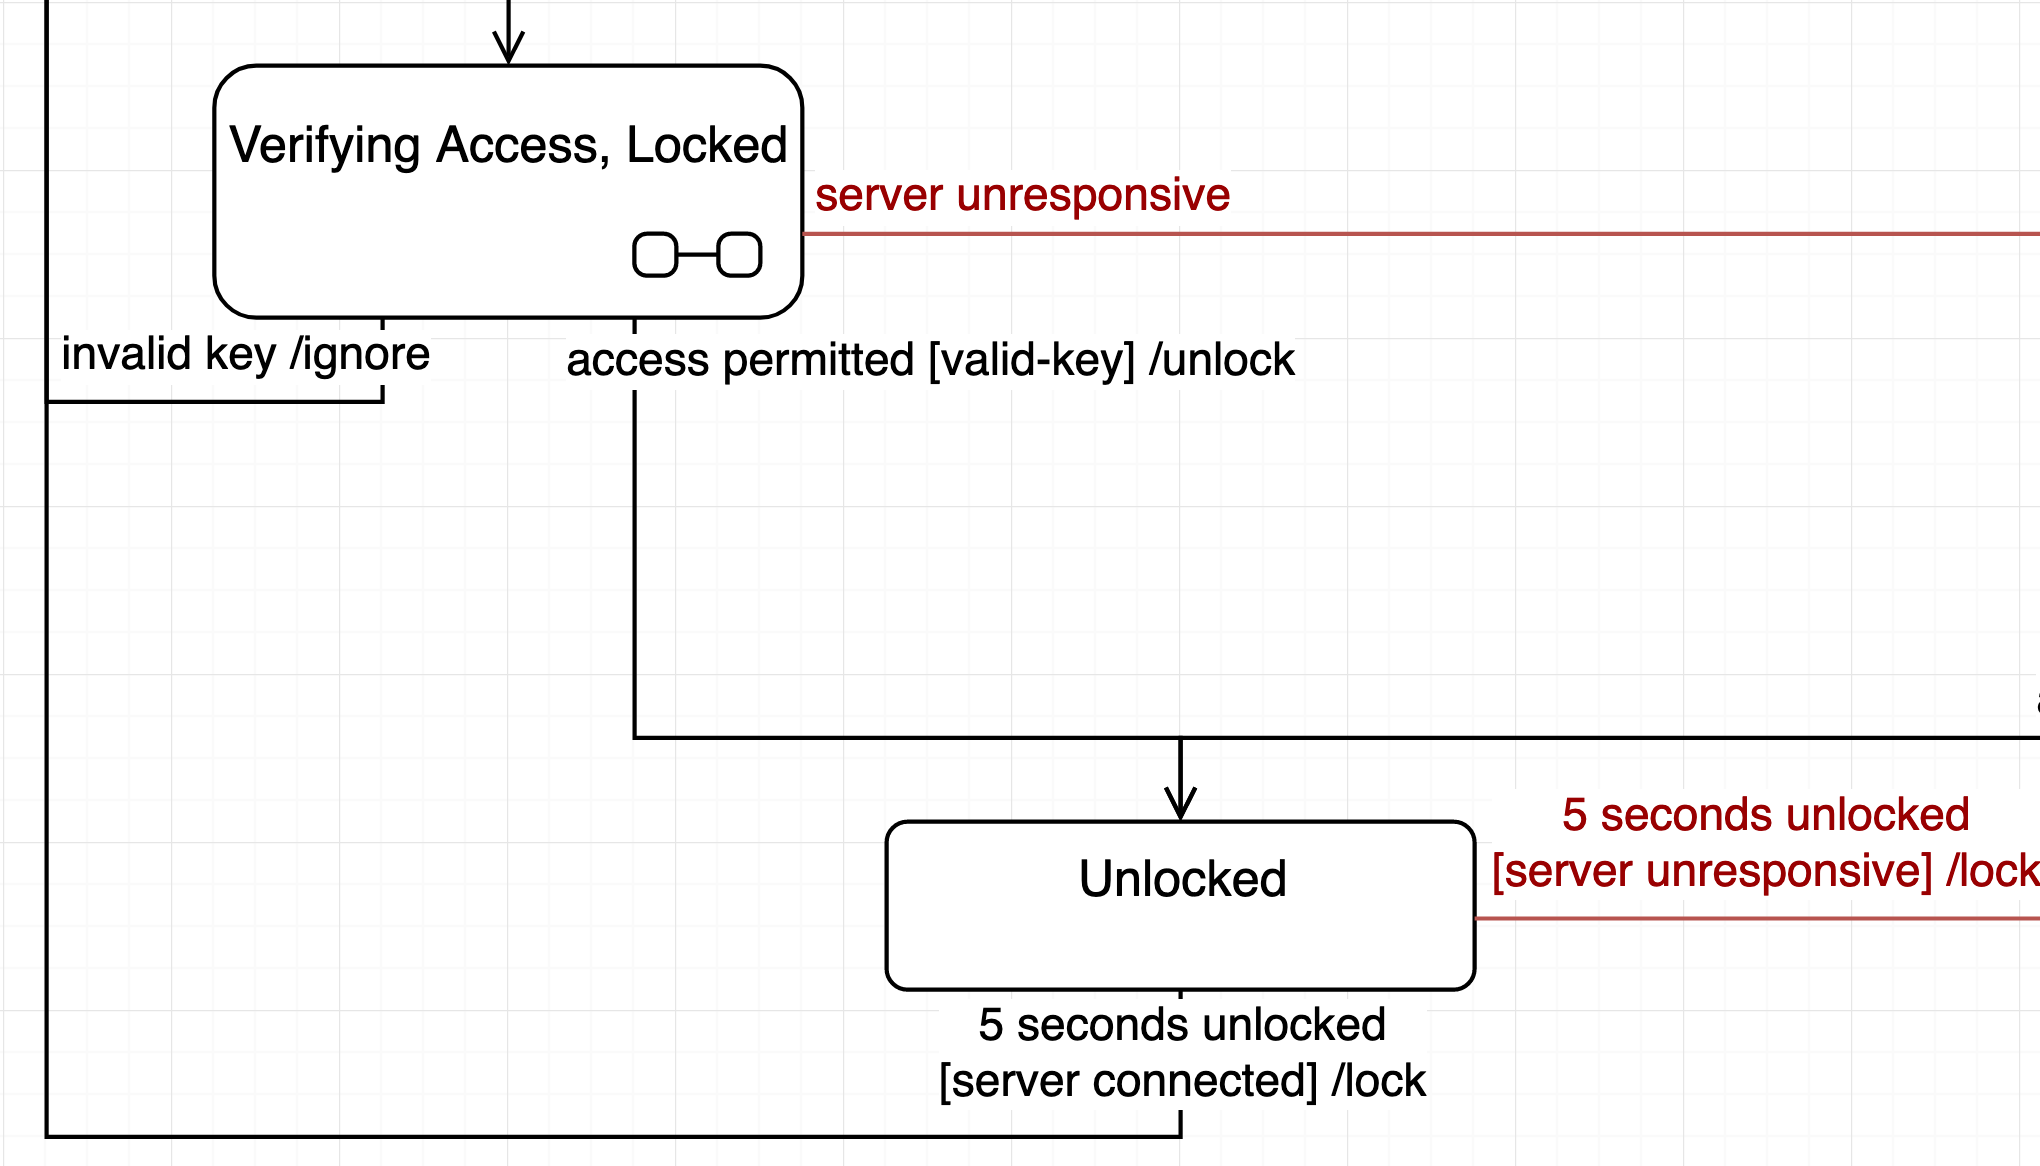 Verifying Access, Locked
server unresponsive
invalid key /ignore
access permitted [valid-key] /unlock
5 seconds unlocked
[server unresponsive] /lock
Unlocked
5 seconds unlocked
[server connected] /lock